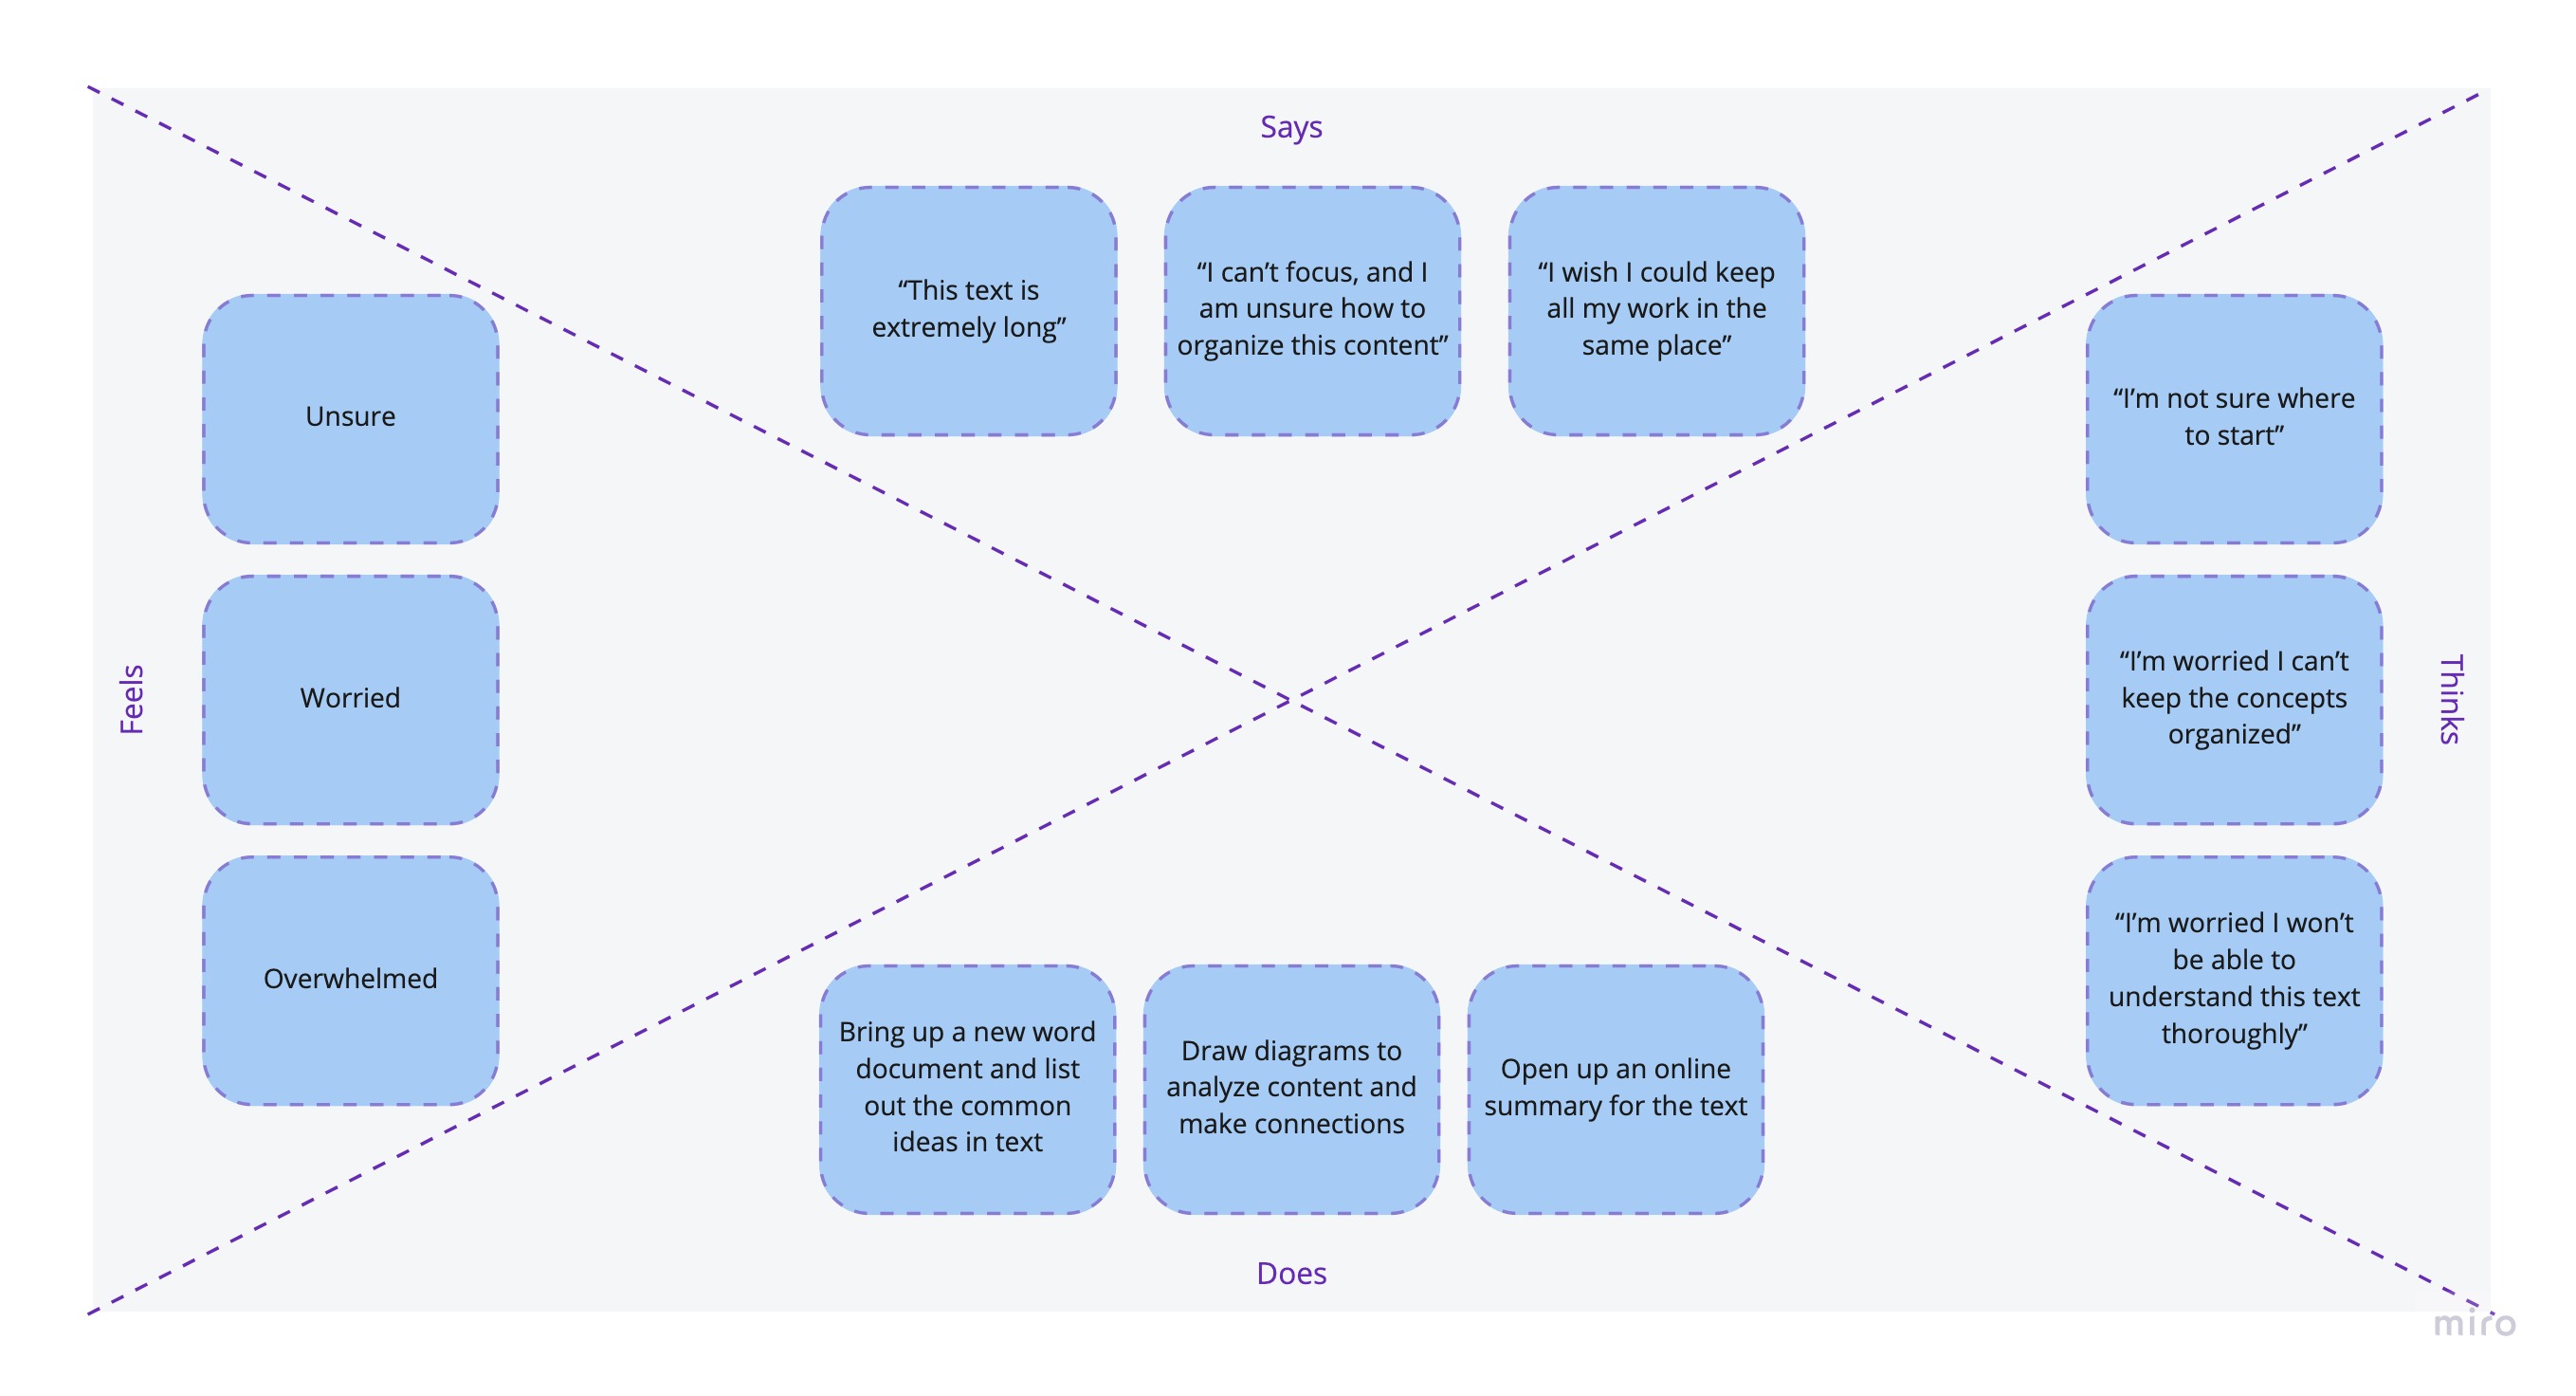 Says
“This text is
extremely long”
“I can’t focus, and I
am unsure how to
organize this content”
“I wish I could keep
all my work in the
same place”
Feels
Unsure
Worried
Overwhelmed
Thinks
“I’m not sure where
to start”
“I’m worried I can’t
keep the concepts
organized”
“I’m worried I won’t
be able to
understand this text
thoroughly”
Bring up a new word
document and list
out the common
ideas in text
Draw diagrams to
analyze content and
make connections
Open up an online
summary for the text
Does
miro